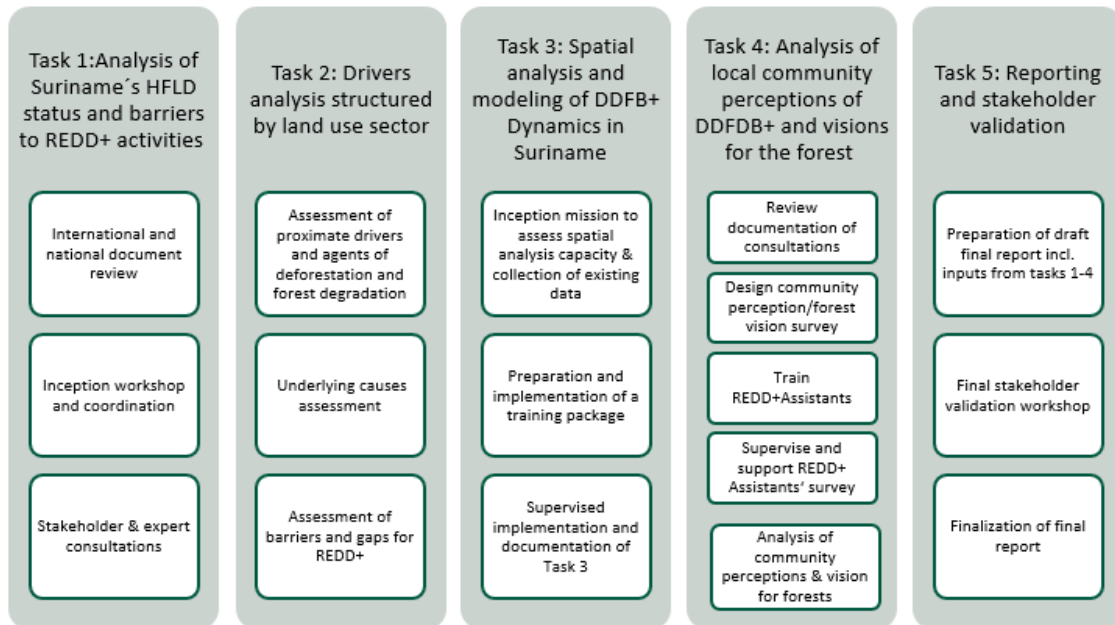 Task 1:Analysis of
Suriname´s HFLD
status and barriers
to REDD+ activities
International and
national document
review
Inception workshop
and coordination
Stakeholder & expert
consultations
Task 2: Drivers
analysis structured
by land use sector
Assessment of
proximate drivers
and agents of
deforestation and
forest degradation
Underlying causes
assessment
Assessment of
barriers and gaps for
REDD+
Task 3: Spatial
analysis and
modeling of DDFB+
Dynamics in
Suriname
Inception mission to
assess spatial
analysis capacity &
collection of existing
data
Preparation and
implementation of a
training package
Supervised
implementation and
documentation of
Task 3
Task 4: Analysis of
local community
perceptions of
DDFDB+ and visions
for the forest
Review
documentation of
consultations
Design community
perception/forest
vision survey
Train
REDD+Assistants
Supervise and
support REDD+
Assistants‘ survey
Analysis of
community
perceptions & vision
for forests
Task 5: Reporting
and stakeholder
validation
Preparation of draft
final report incl.
inputs from tasks 1-4
Final stakeholder
validation workshop
Finalization of final
report